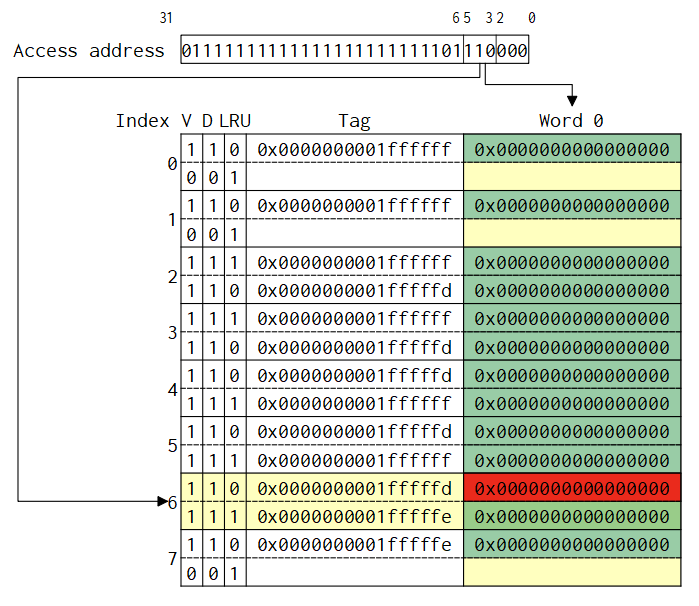 31 6 5 3 2 0
Access address 01111111111111111111111101110000
Index V D LRU Tag Word 0
0 1 1 0 0x0000000001ffffff 0x0000000000000000
0 0 1
1 1 1 0 0x0000000001ffffff 0x0000000000000000
0 0 1
2 1 1 1 0x0000000001ffffff 0x0000000000000000
1 1 0 0x0000000001fffffd 0x0000000000000000
3 1 1 1 0x0000000001ffffff 0x0000000000000000
1 1 0 0x0000000001fffffd 0x0000000000000000
4 1 1 0 0x0000000001fffffd 0x0000000000000000
1 1 1 0x0000000001ffffff 0x0000000000000000
5 1 1 0 0x0000000001fffffd 0x0000000000000000
1 1 1 0x0000000001ffffff 0x0000000000000000
6 1 1 0 0x0000000001fffffd 0x0000000000000000
1 1 1 0x0000000001fffffe 0x0000000000000000
7 1 1 0 0x0000000001fffffe 0x0000000000000000
0 0 1